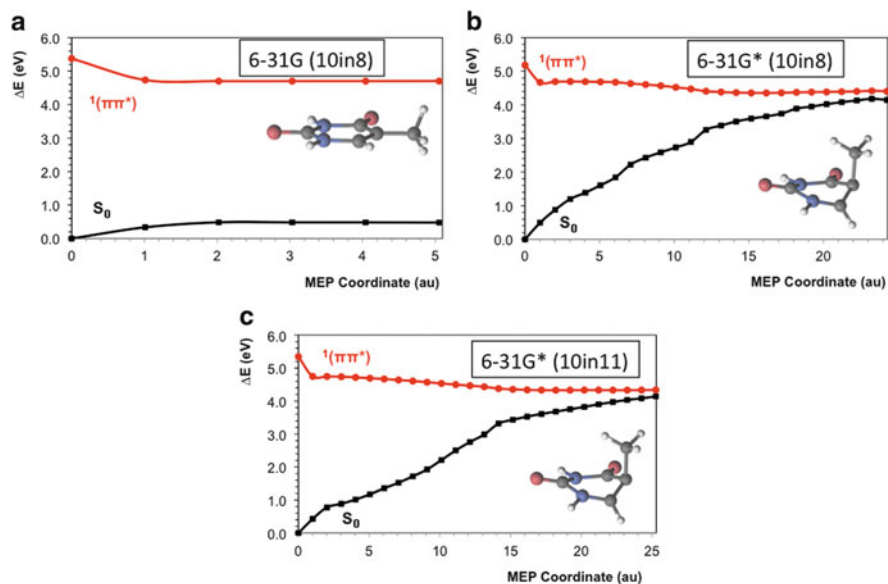 a
6-31G (10in8)
ΔE (eV)
6.0
5.0
4.0
3.0
2.0
1.0
0.0
¹(ππ*)
S₀
0 1 2 3 4 5
MEP Coordinate (au)
b
6-31G* (10in8)
ΔE (eV)
6.0
5.0
4.0
3.0
2.0
1.0
0.0
¹(ππ*)
S₀
0 5 10 15 20
MEP Coordinate (au)
c
6-31G* (10in11)
ΔE (eV)
6.0
5.0
4.0
3.0
2.0
1.0
0.0
¹(ππ*)
S₀
0 5 10 15 20 25
MEP Coordinate (au)